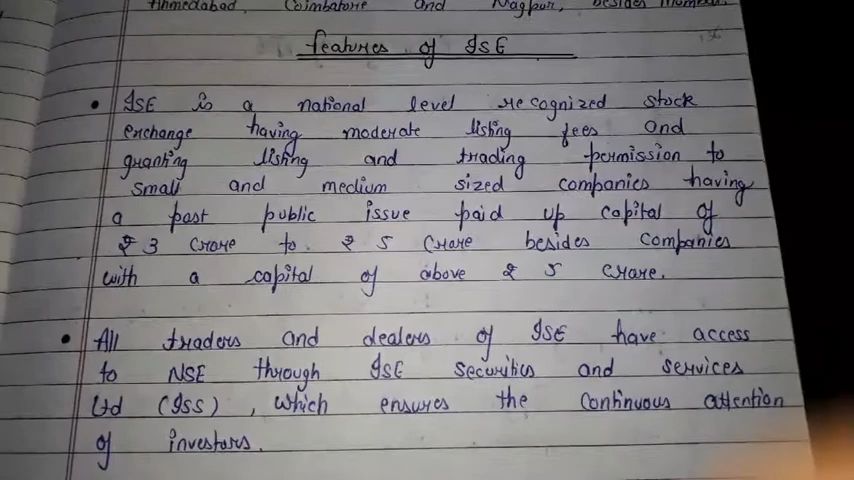 Ahmedabad, Coimbatore and Nagpur, besides Mumbai.
Features of ISE
• ISE is a national level recognized stock
exchange having moderate listing fees and
granting listing and trading permission to
small and medium sized companies having
a post public issue paid up capital of
₹ 3 crore to ₹ 5 crore besides companies
with a capital of above ₹ 5 crore.
• All traders and dealers of ISE have access
to NSE through ISE securities and services
Ltd (ISS), which ensures the continuous attention
of investors.